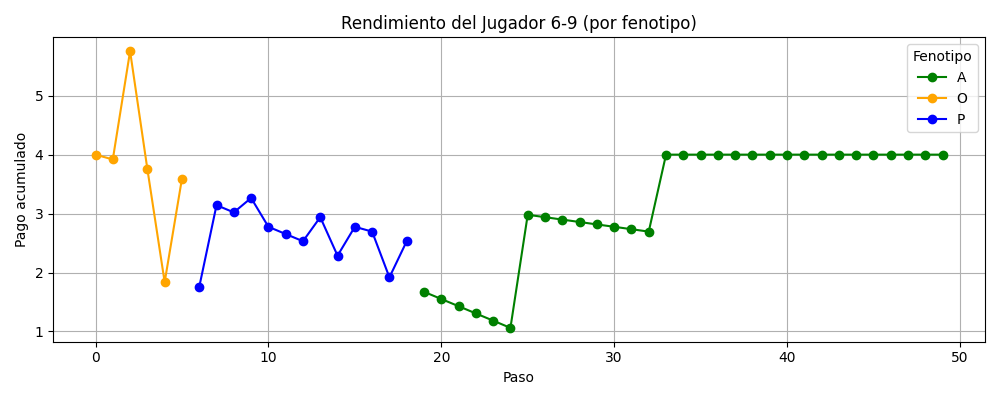 Rendimiento del Jugador 6-9 (por fenotipo)
Pago acumulado
5
4
3
2
1
Fenotipo
A
O
P
0 10 20 30 40 50
Paso